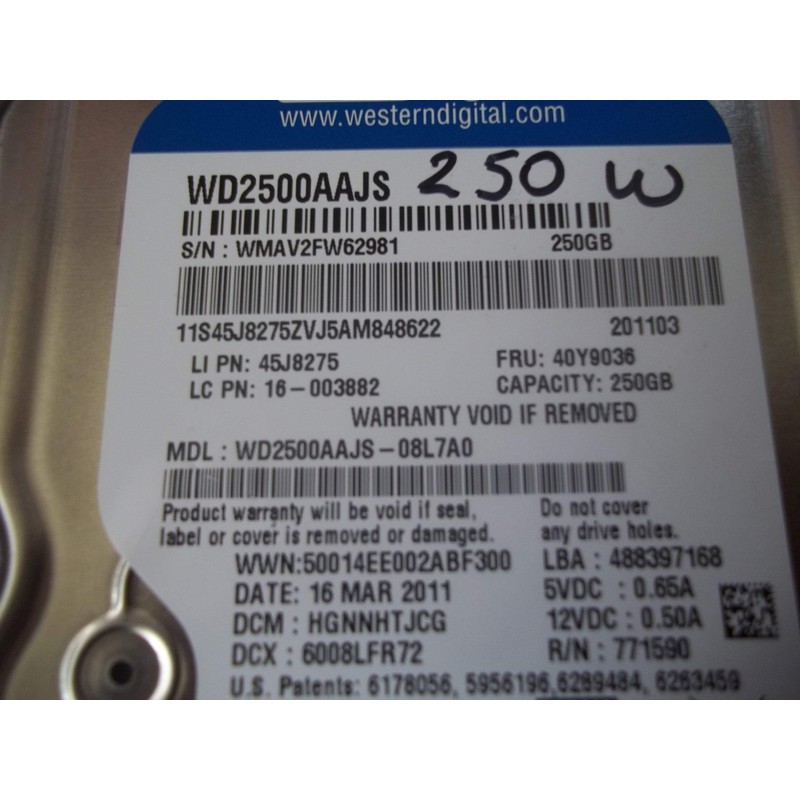 www.westerndigital.com
WD2500AAJS 250 W
S/N : WMAV2FW62981 250GB
11S45J8275ZVJ5AM848622 201103
LI PN: 45J8275 FRU: 40Y9036
LC PN: 16-003882 CAPACITY: 250GB
WARRANTY VOID IF REMOVED
MDL : WD2500AAJS-08L7A0
Product warranty will be void if seal, Do not cover
label or cover is removed or damaged. any drive holes.
WWN:50014EE002ABF300 LBA : 488397168
DATE: 16 MAR 2011 5VDC : 0.65A
DCM : HGNNHTJCG 12VDC : 0.50A
DCX : 6008LFR72 R/N : 771590
U.S. Patents: 6178056, 5956196,6289484, 6263459